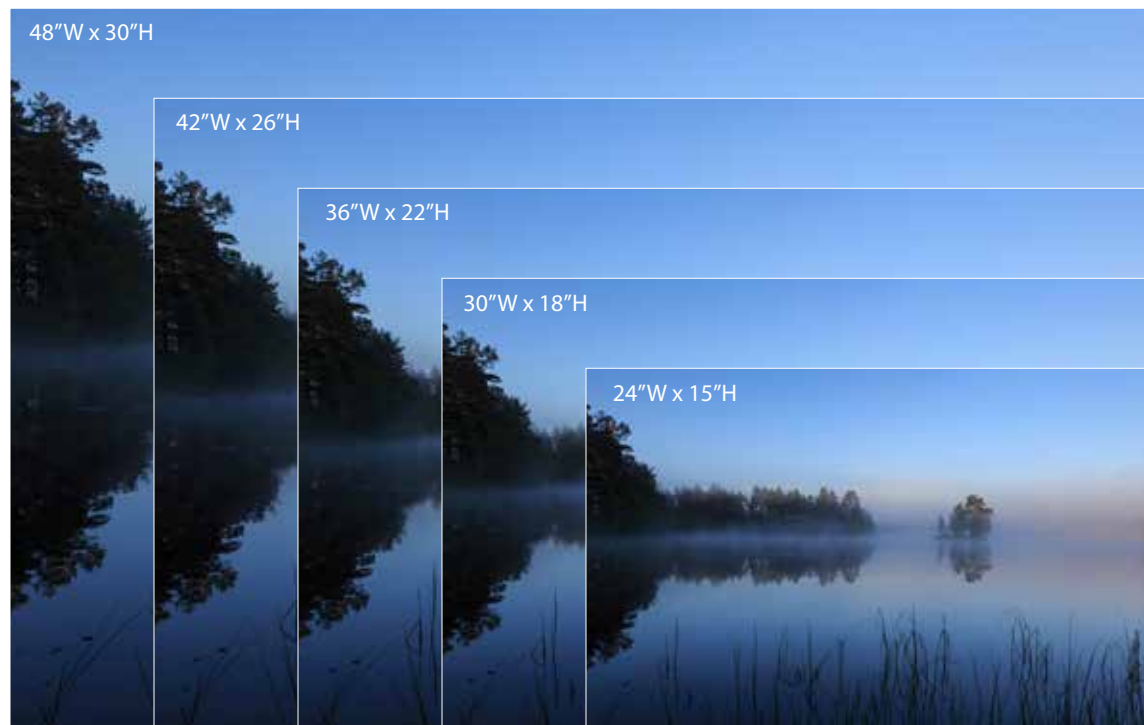 48”W x 30”H
42”W x 26”H
36”W x 22”H
30”W x 18”H
24”W x 15”H